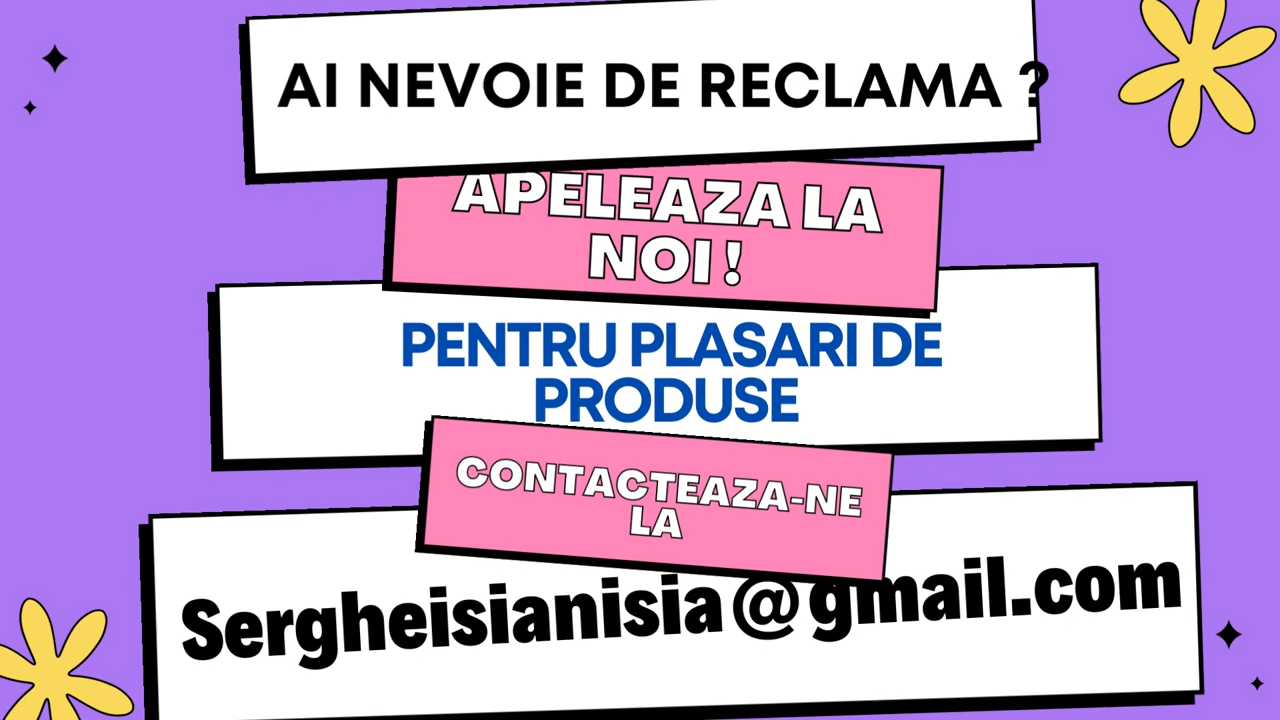 AI NEVOIE DE RECLAMA ?
APELEAZA LA
NOI !
PENTRU PLASARI DE
PRODUSE
CONTACTEAZA-NE
LA
Sergheisianisia@gmail.com